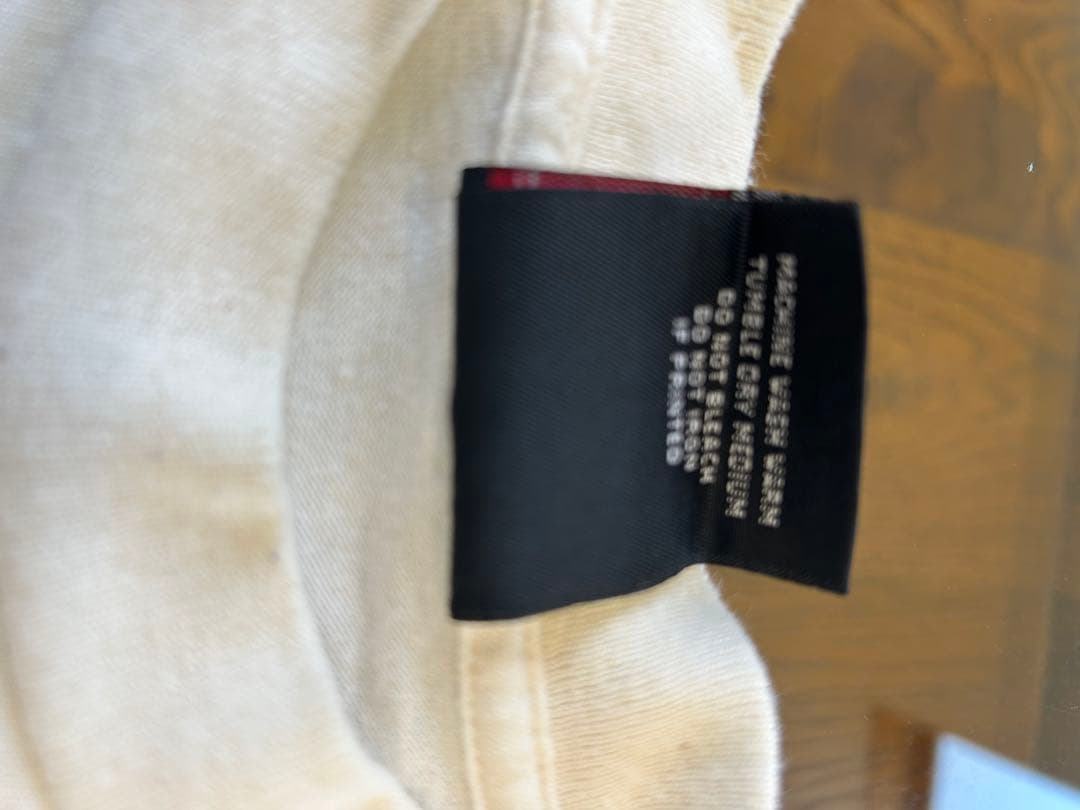 MACHINE WASH WARM
TUMBLE DRY MEDIUM
DO NOT BLEACH
DO NOT IRON
IF PRINTED